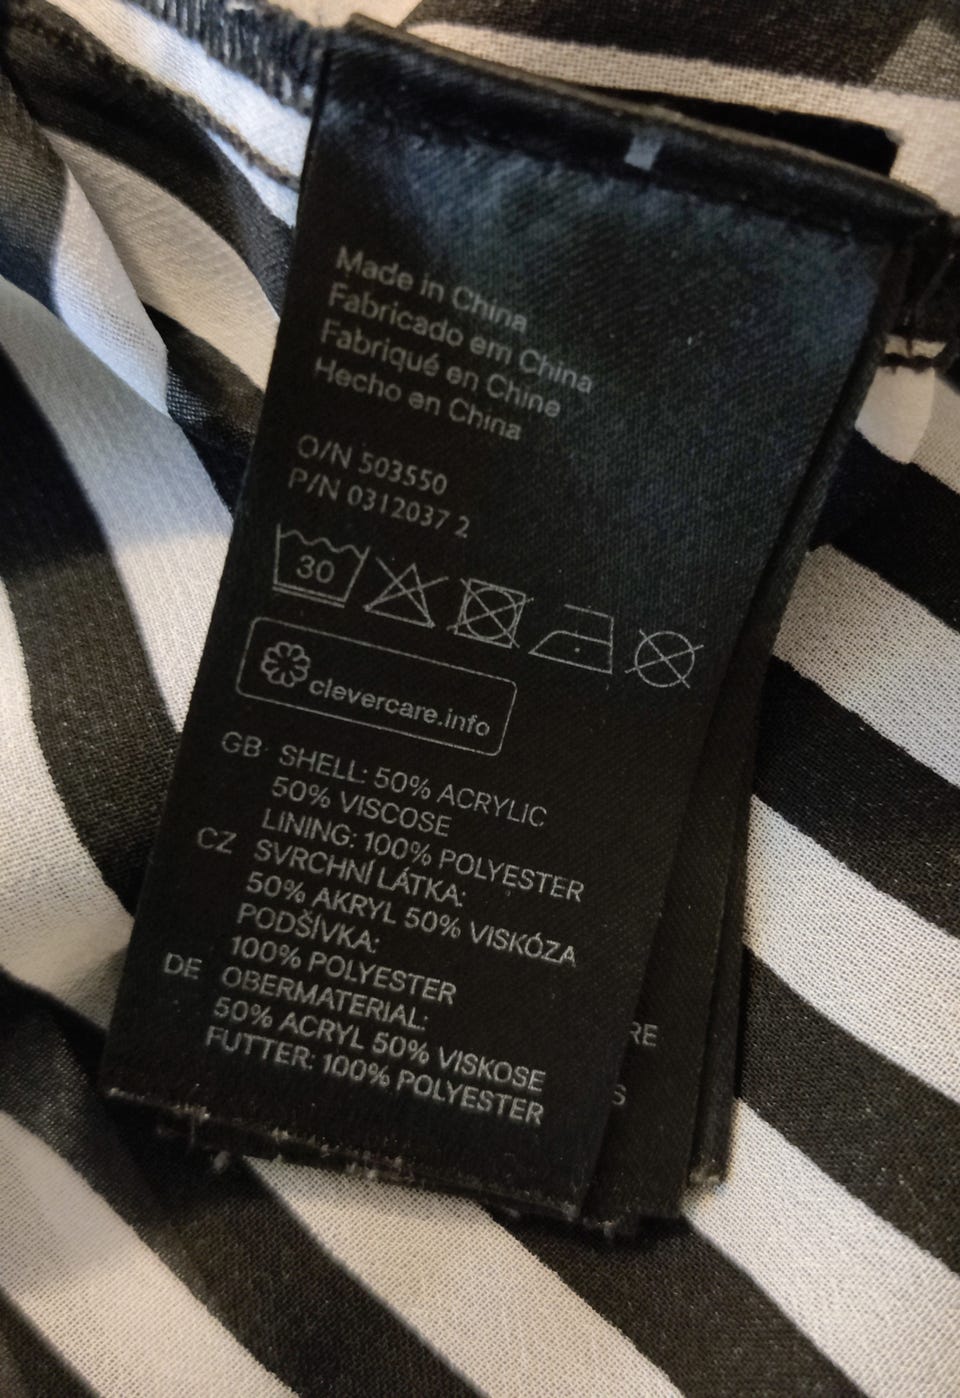 Made in China
Fabricado em China
Fabriqué en Chine
Hecho en China
O/N 503550
P/N 0312037 2
30
clevercare.info
GB SHELL: 50% ACRYLIC
50% VISCOSE
LINING: 100% POLYESTER
CZ SVRCHNÍ LÁTKA:
50% AKRYL 50% VISKÓZA
PODŠÍVKA:
100% POLYESTER
DE OBERMATERIAL:
50% ACRYL 50% VISKOSE
FUTTER: 100% POLYESTER
RE
S